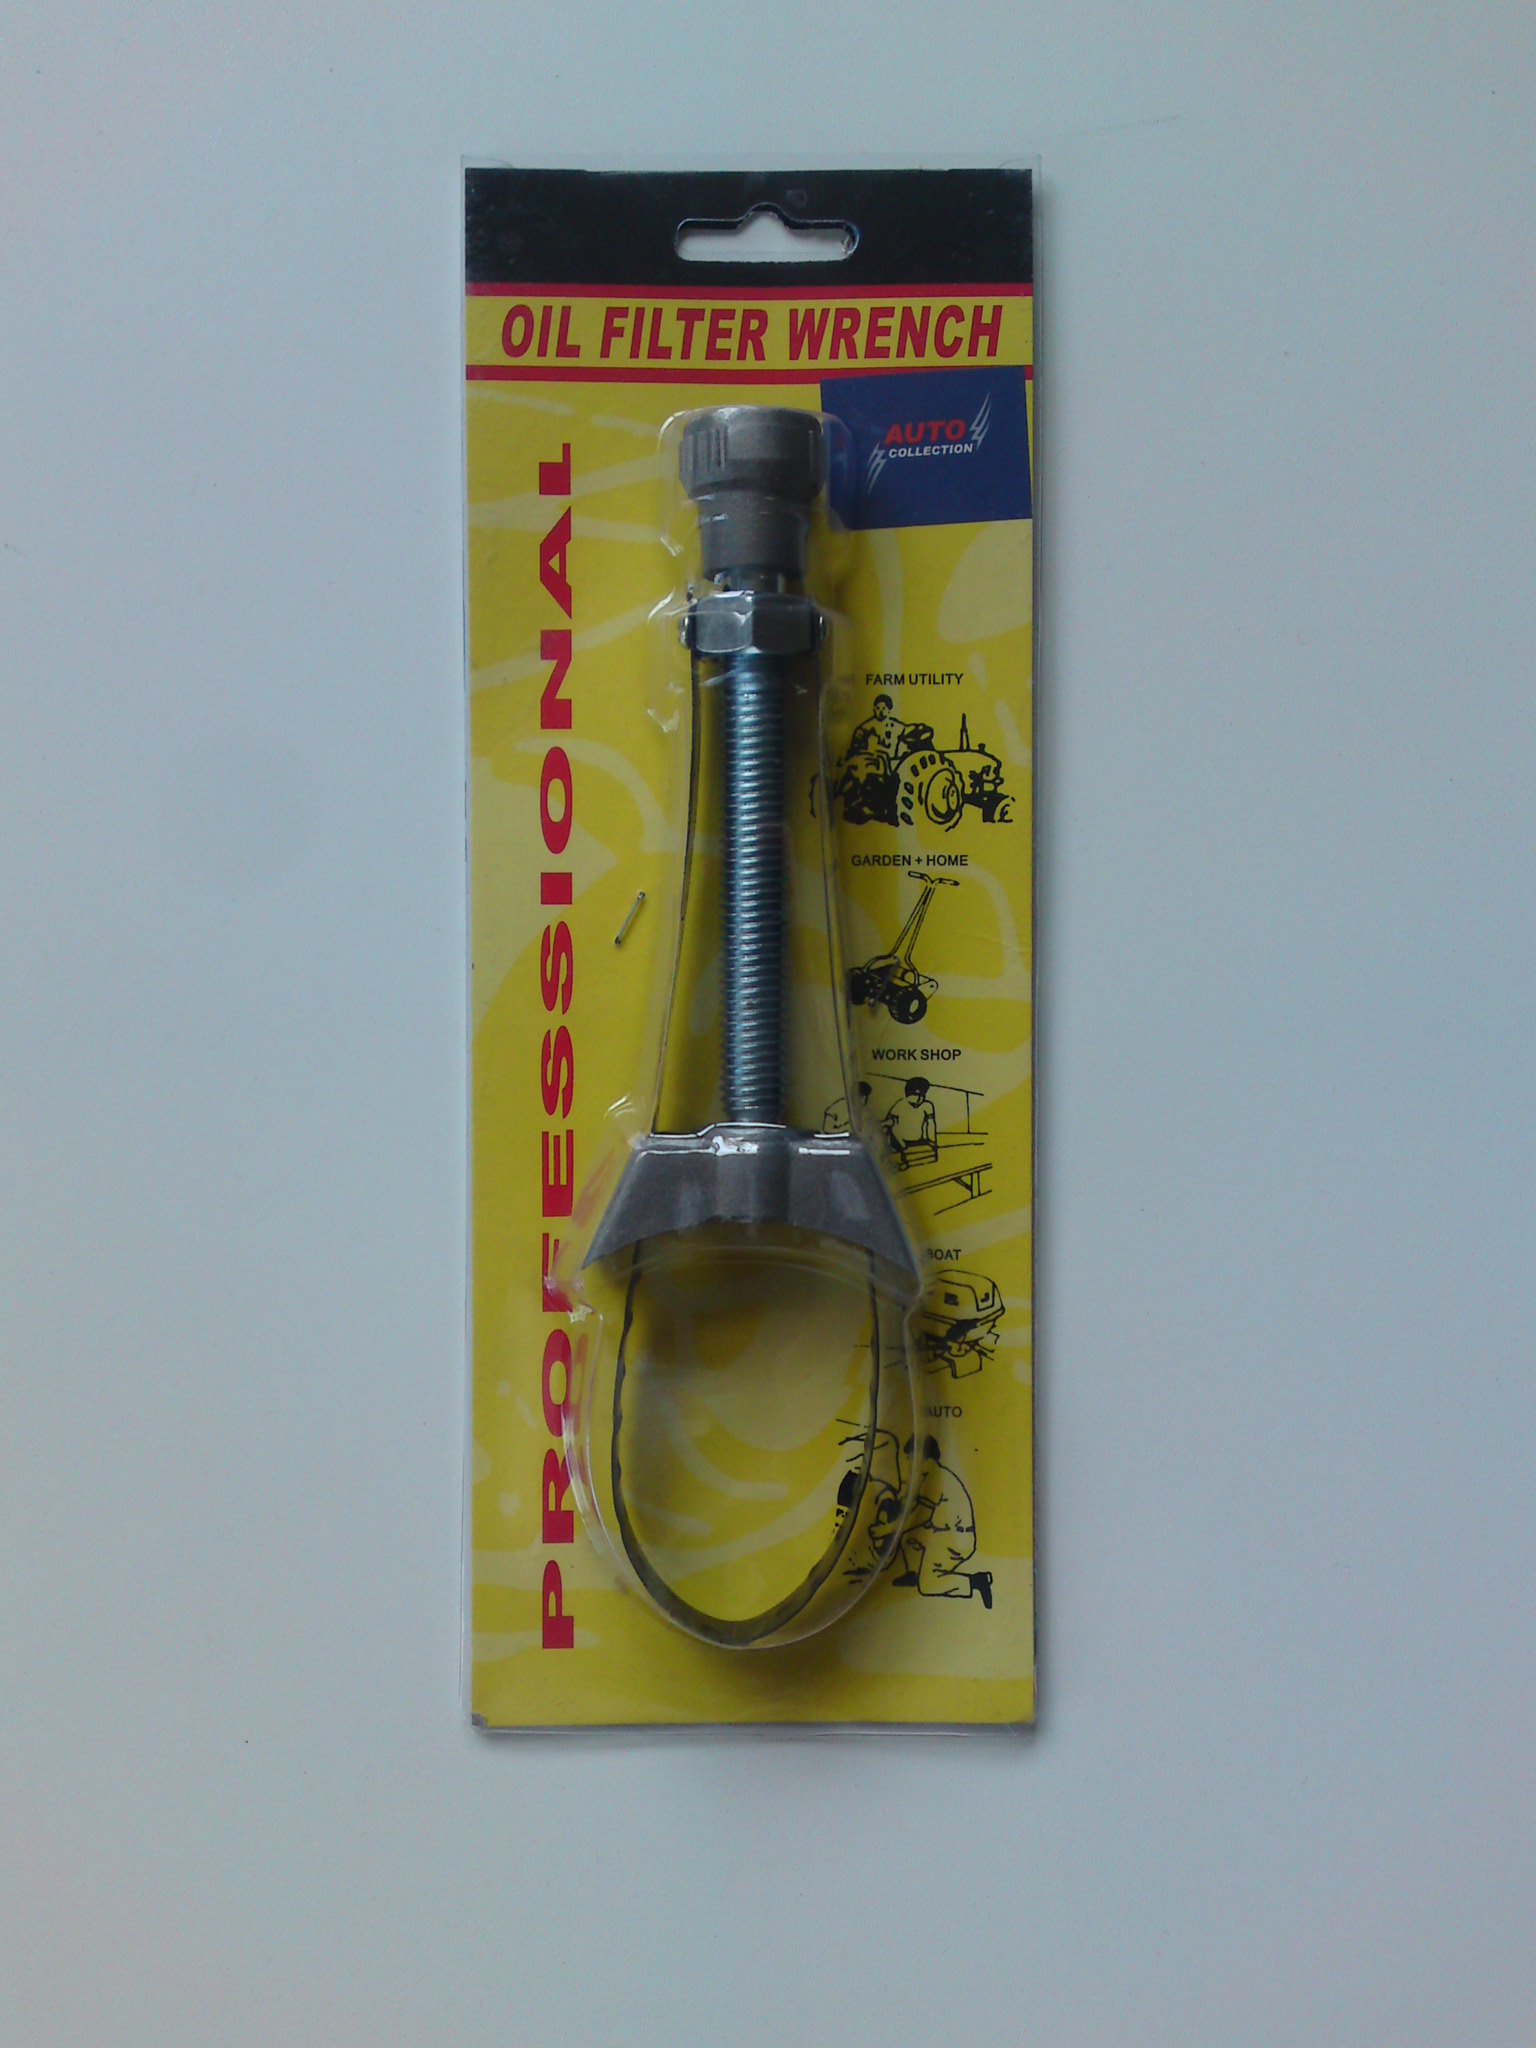 OIL FILTER WRENCH
AUTO
COLLECTION
PROFESSIONAL
FARM UTILITY
GARDEN + HOME
WORK SHOP
BOAT
AUTO